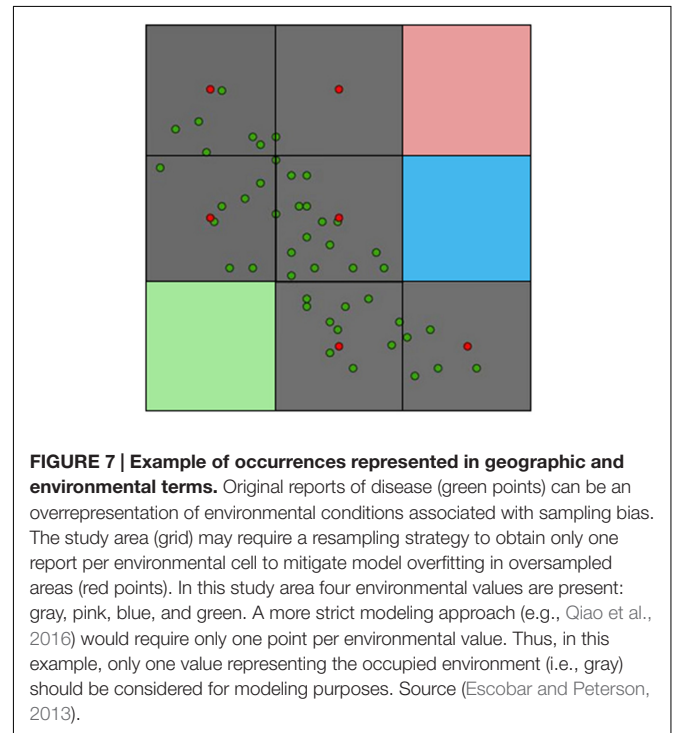 FIGURE 7 | Example of occurrences represented in geographic and
environmental terms. Original reports of disease (green points) can be an
overrepresentation of environmental conditions associated with sampling bias.
The study area (grid) may require a resampling strategy to obtain only one
report per environmental cell to mitigate model overfitting in oversampled
areas (red points). In this study area four environmental values are present:
gray, pink, blue, and green. A more strict modeling approach (e.g., Qiao et al.,
2016) would require only one point per environmental value. Thus, in this
example, only one value representing the occupied environment (i.e., gray)
should be considered for modeling purposes. Source (Escobar and Peterson,
2013).